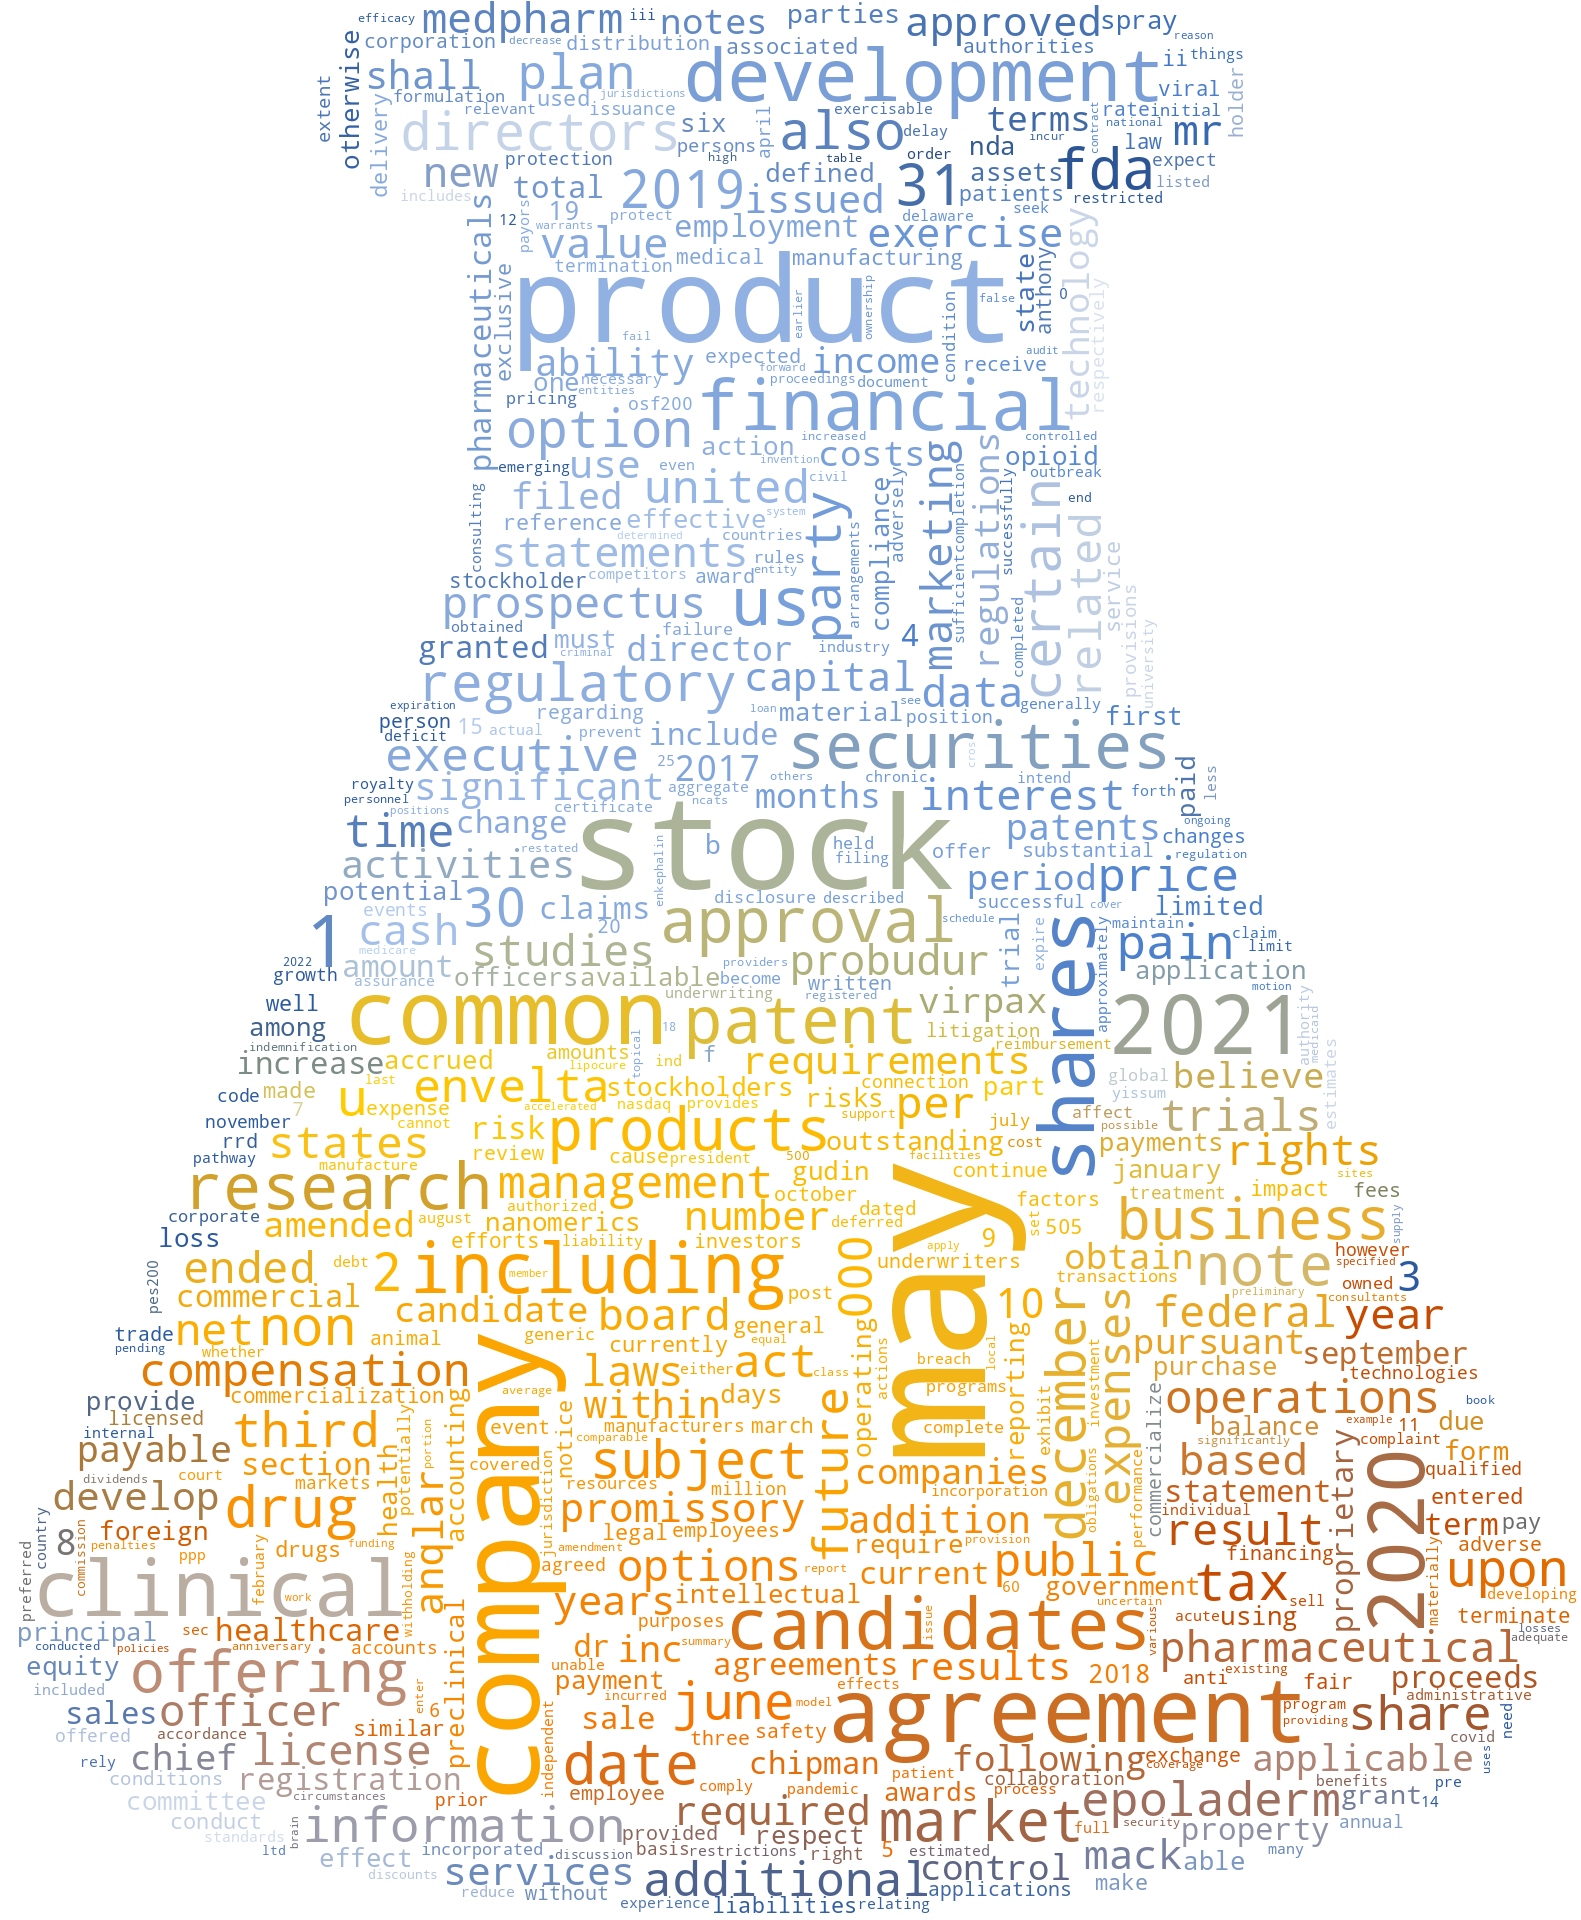 efficacy medpharm iii notes parties approved spray reason
corporation decrease distribution associated authorities ii things
otherwise shall plan development viral
extent formulation relevant used issuance jurisdictions exercisable rate initial holder
delivery directors six also delay terms contract national mr
persons april incur law
new protection high table order nda fda expect
includes total 2019 defined issued 31 assets patients listed restricted
12 19 protect delaware seek
pharmaceuticals payors warrants value employment exercise technology
termination medical manufacturing state anthony respectively
exclusive product earlier ownership false 0
fail condition
ability expected income audit
one necessary entities forward proceedings document receive
pricing osf200 financial
option action increased costs marketing regulations controlled
emerging use even invention opioid outbreak
consulting filed united civil party compliance adversely completion certain end
reference effective system countries successfully related
statements determined rules arrangements sufficient service
stockholder competitors award entity
prospectus us provisions
obtained failure completed university
granted must criminal director industry 4
regulatory capital data
expiration loan see generally
person 15 actual regarding material position first
deficit prevent include securities cros
executive 25 2017 others
royalty significant aggregate months chronic intend paid less
personnel positions certificate ncats interest forth
time change stock patents ongoing changes
restated b held offer substantial regulation
activities enkephalin filing
potential disclosure described period price
events 30 claims successful cover limited
1 cash 20 approval schedule trial expire shares maintain pain claim
medicare studies probudur approximately limit
2022 amount officers available providers application
growth assurance become written motion
well underwriting registered virpax 2021
among common 18 patent litigation authority medicaid
indemnification topical reimbursement estimates
increase accrued amounts ind f requirements
last lipocure connection part global believe
code made envelta stockholders risks yissum
november 7 u expense accelerated nasdaq provides support per july affect trials
cannot possible
rrd states risk products outstanding cost payments rights
pathway manufacture review cause president 500 facilities
research management gudin continue january sites
october factors treatment impact fees
corporate authorized number dated set
loss amended august nanomerics deferred may 505 business supply
efforts liability investors apply 9
pes200 ended debt 2 including member 000 underwriters obtain note however
transactions specified
commercial post 10 preliminary owned 3
candidate board consultants
trade net non animal generic general federal year
pending whether currently equal operating december expenses
compensation average laws either act class actions breach reporting local pursuant september
commercialization within days programs investment purchase technologies
provide company operations book
licensed third potentially event manufacturers march complete exhibit commercialize example 11 due
internal portion comparable balance
payable section accounting notice subject future significantly complaint form
dividends court markets health covered resources companies based qualified
develop million incorporation obligations performance proprietary 2020
country drug anqlar jurisdiction promissory statement entered
8 foreign legal employees addition individual term pay
commission penalties ppp drugs funding amendment require provision result adverse
preferred february agreed options report current public financing materially
clinical work withholding years intellectual 60 government tax sell upon
uncertain developing
principal sec healthcare preclinical purposes candidates issue various acute using terminate
conducted policies anniversary accounts dr inc summary losses adequate
equity offering unable agreements results 2018 pharmaceutical
included enter payment effects anti existing fair proceeds
incurred model program administrative
sales officer 6 sale june agreement providing share need
offered accordance similar independent three safety covid
rely chief license date chipman following exchange applicable uses
conditions registration patient collaboration coverage benefits pre
circumstances prior employee comply pandemic awards process
committee grant 14
conduct information required market epoladerm security annual
standards brain provided respect full property
ltd basis restrictions right 5 estimated many
effect incorporated discussion control mack able
discounts services additional applications make
reduce without liabilities
experience relating